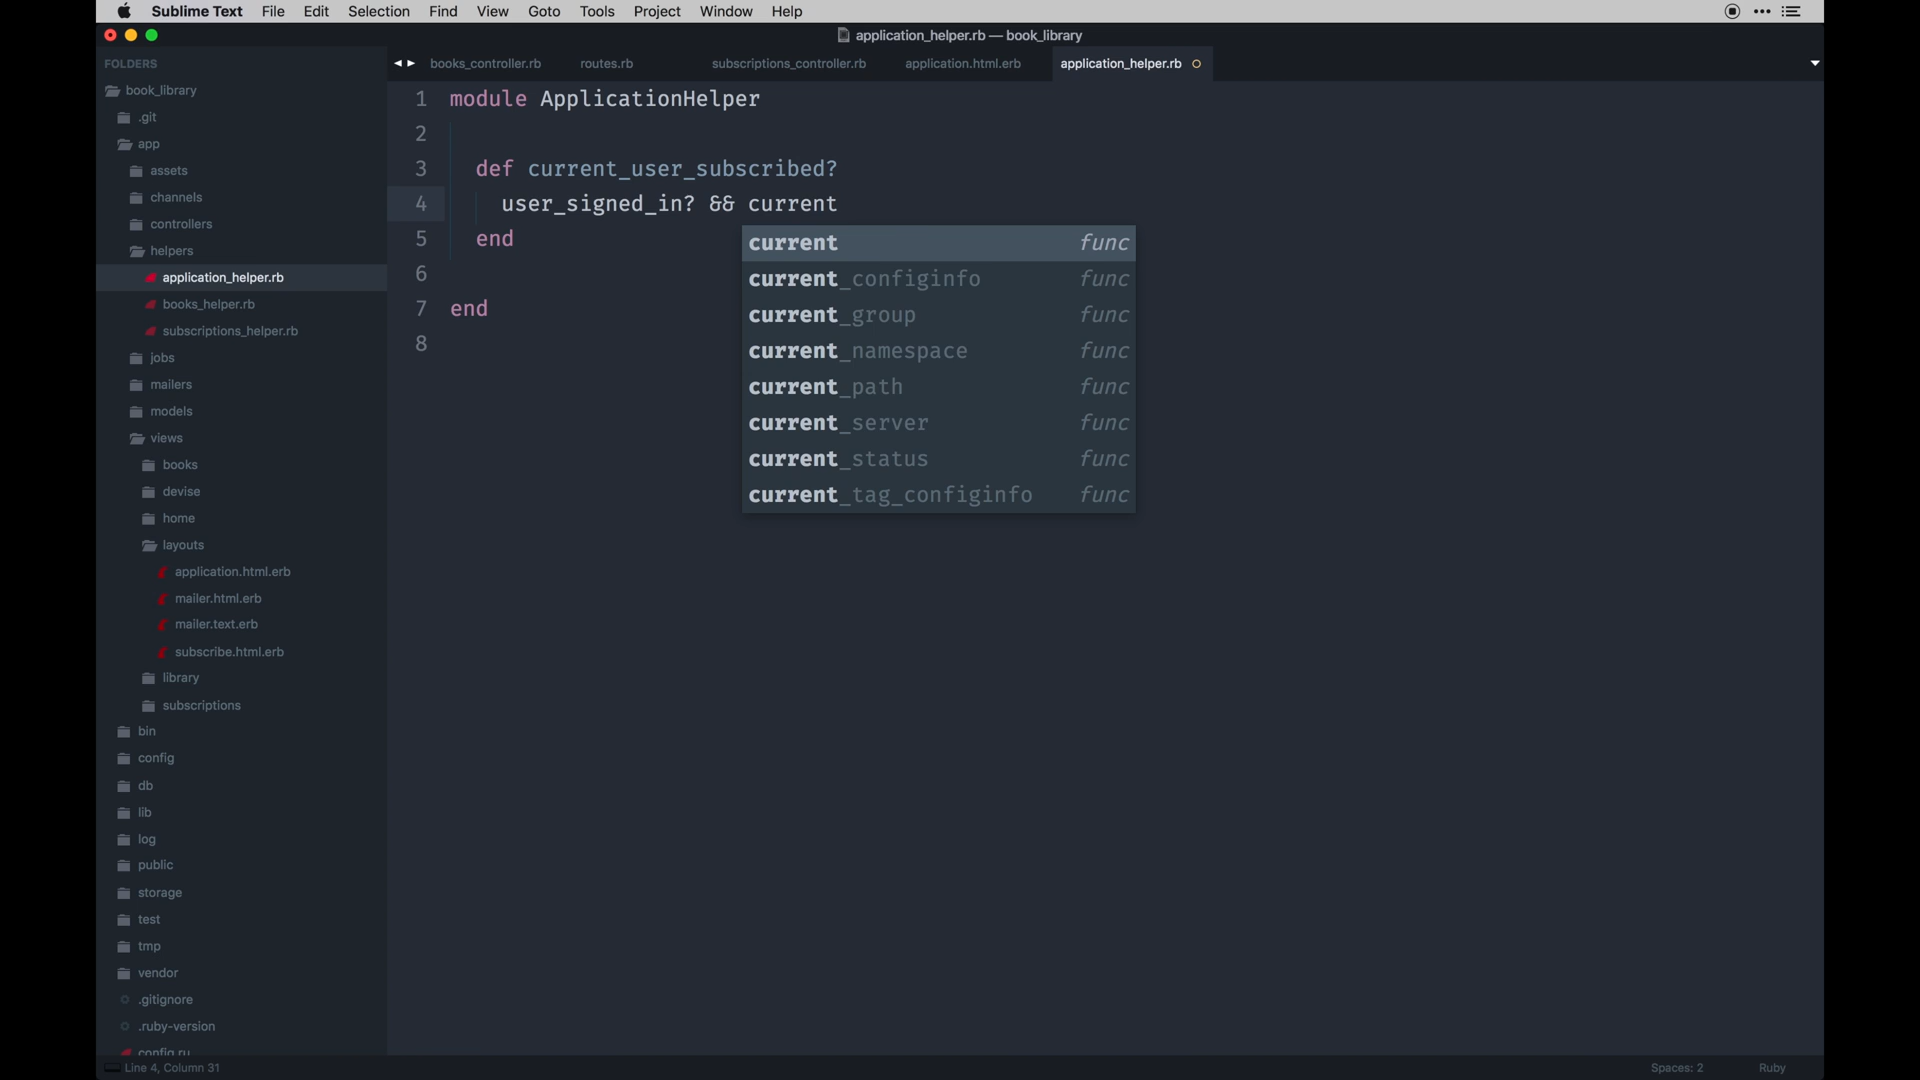 Sublime Text File Edit Selection Find View Goto Tools Project Window Help
application_helper.rb — book_library
FOLDERS
book_library
.git
app
assets
channels
controllers
helpers
application_helper.rb
books_helper.rb
subscriptions_helper.rb
jobs
mailers
models
views
books
devise
home
layouts
application.html.erb
mailer.html.erb
mailer.text.erb
subscribe.html.erb
library
subscriptions
bin
config
db
lib
log
public
storage
test
tmp
vendor
.gitignore
.ruby-version
config.ru
books_controller.rb routes.rb subscriptions_controller.rb application.html.erb application_helper.rb
1 module ApplicationHelper
2
3 def current_user_subscribed?
4 user_signed_in? && current
5 end
6
7 end
8
current func
current_configinfo func
current_group func
current_namespace func
current_path func
current_server func
current_status func
current_tag_configinfo func
Line 4, Column 31 Spaces: 2 Ruby